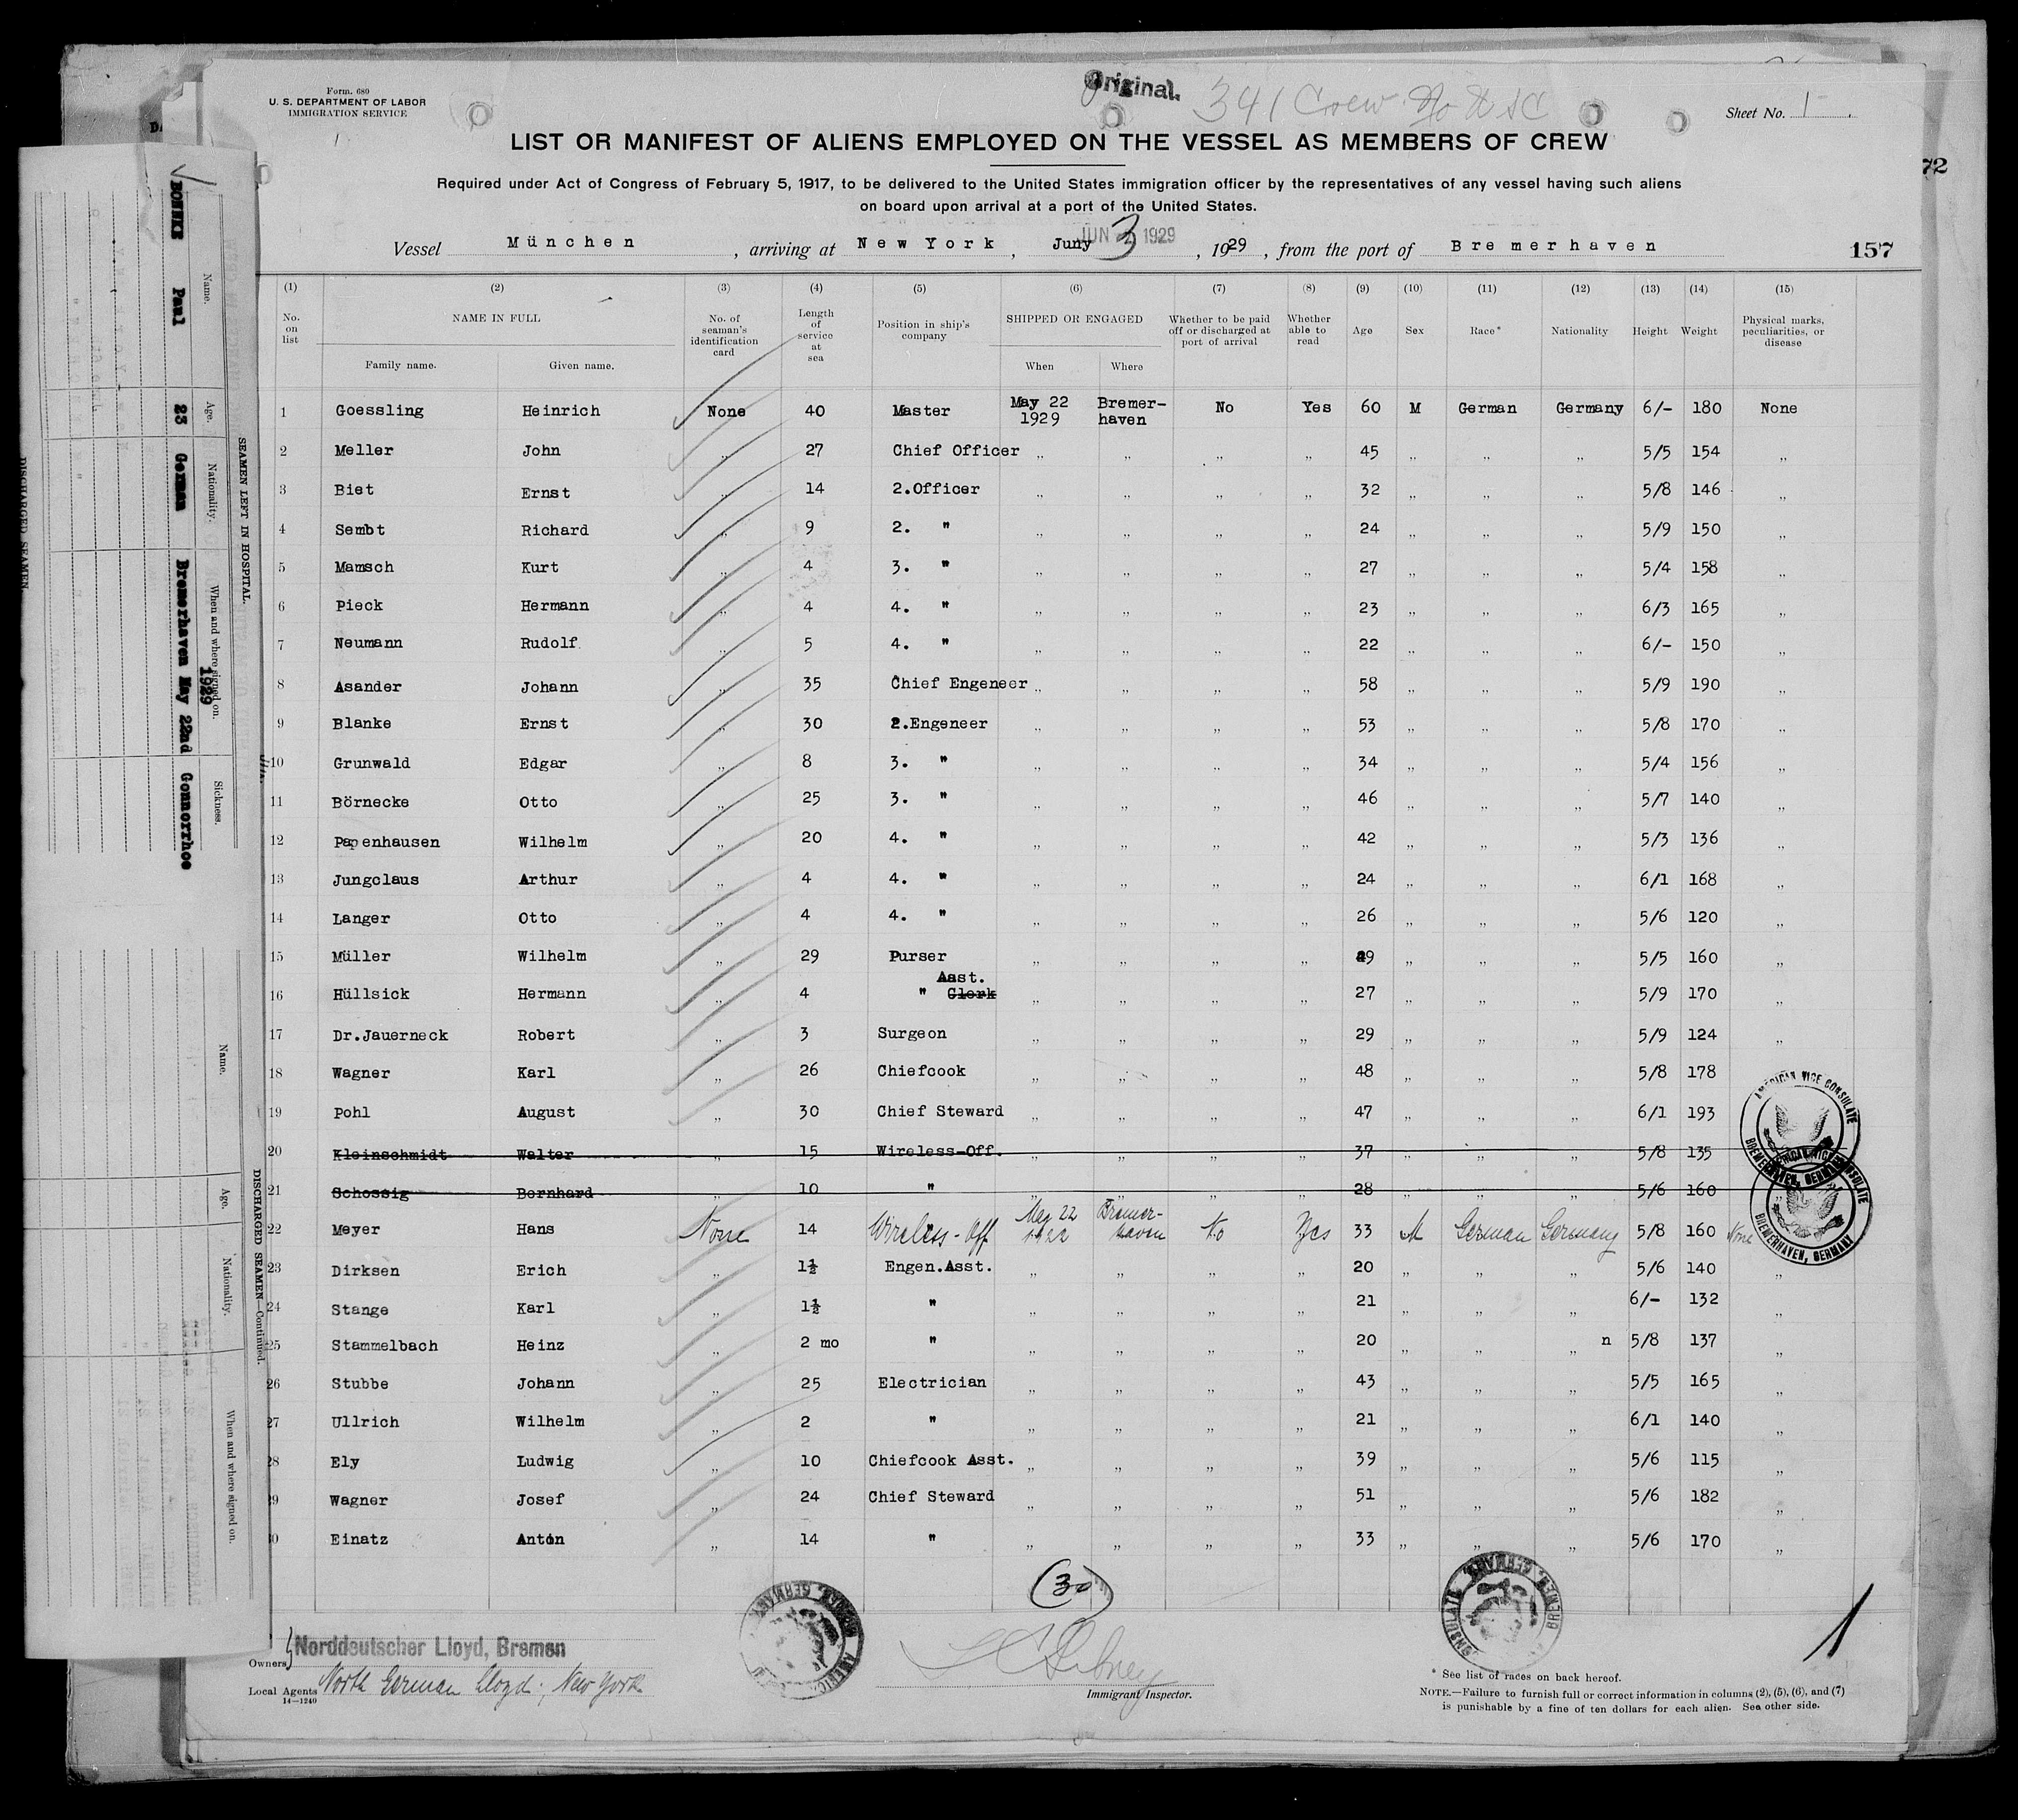 Form. 680
U. S. DEPARTMENT OF LABOR
IMMIGRATION SERVICE
Original.
341 Crew
Sheet No. 1
LIST OR MANIFEST OF ALIENS EMPLOYED ON THE VESSEL AS MEMBERS OF CREW
72
Required under Act of Congress of February 5, 1917, to be delivered to the United States immigration officer by the representatives of any vessel having such aliens
on board upon arrival at a port of the United States.
Vessel München, arriving at New York, Juny 3 JUN 1929, 1929, from the port of Bremerhaven 157
(1) (2) (3) (4) (5) (6) (7) (8) (9) (10) (11) (12) (13) (14) (15)
No. on list NAME IN FULL Family name. Given name. No. of seaman's identification card Length of service at sea Position in ship's company SHIPPED OR ENGAGED When Where Whether to be paid off or discharged at port of arrival Whether able to read Age Sex Race* Nationality Height Weight Physical marks, peculiarities, or disease
1 Goessling Heinrich None 40 Master May 22 1929 Bremer-haven No Yes 60 M German Germany 6/- 180 None
2 Meller John „ 27 Chief Officer „ „ „ „ 45 „ „ „ 5/5 154 „
3 Biet Ernst „ 14 2.Officer „ „ „ „ 32 „ „ „ 5/8 146 „
4 Sembt Richard „ 9 2. " „ „ „ „ 24 „ „ „ 5/9 150 „
5 Mamsch Kurt „ 4 3. " „ „ „ „ 27 „ „ „ 5/4 158 „
6 Pieck Hermann „ 4 4. " „ „ „ „ 23 „ „ „ 6/3 165 „
7 Neumann Rudolf „ 5 4. " „ „ „ „ 22 „ „ „ 6/- 150 „
8 Asander Johann „ 35 Chief Engeneer „ „ „ „ 58 „ „ „ 5/9 190 „
9 Blanke Ernst „ 30 2.Engeneer „ „ „ „ 53 „ „ „ 5/8 170 „
10 Grunwald Edgar „ 8 3. " „ „ „ „ 34 „ „ „ 5/4 156 „
11 Börnecke Otto „ 25 3. " „ „ „ „ 46 „ „ „ 5/7 140 „
12 Papenhausen Wilhelm „ 20 4. " „ „ „ „ 42 „ „ „ 5/3 136 „
13 Jungclaus Arthur „ 4 4. " „ „ „ „ 24 „ „ „ 6/1 168 „
14 Langer Otto „ 4 4. " „ „ „ „ 26 „ „ „ 5/6 120 „
15 Müller Wilhelm „ 29 Purser „ „ „ „ 49 „ „ „ 5/5 160 „
16 Hüllsick Hermann „ 4 " Asst. Clerk „ „ „ „ 27 „ „ „ 5/9 170 „
17 Dr.Jauerneck Robert „ 3 Surgeon „ „ „ „ 29 „ „ „ 5/9 124 „
18 Wagner Karl „ 26 Chiefcook „ „ „ „ 48 „ „ „ 5/8 178 „
19 Pohl August „ 30 Chief Steward „ „ „ „ 47 „ „ „ 6/1 193 „
20 Kleinschmidt Walter „ 15 Wireless-Off. „ „ „ „ 37 „ „ „ 5/8 135
21 Schossig Bernhard „ 10 " „ „ „ „ 28 „ „ „ 5/6 160 „
22 Meyer Hans None 14 Wireless-Off May 22 1922 Bremer-haven No Yes 33 M German Germany 5/8 160 None
23 Dirksen Erich „ 1½ Engen.Asst. „ „ „ „ 20 „ „ „ 5/6 140 „
24 Stange Karl „ 1½ " „ „ „ „ 21 „ „ „ 6/- 132 „
25 Stammelbach Heinz „ 2 mo " „ „ „ „ 20 „ „ „ n 5/8 137 „
26 Stubbe Johann „ 25 Electrician „ „ „ „ 43 „ „ „ 5/5 165 „
27 Ullrich Wilhelm „ 2 " „ „ „ „ 21 „ „ „ 6/1 140 „
28 Ely Ludwig „ 10 Chiefcook Asst. „ „ „ „ 39 „ „ „ 5/6 115 „
29 Wagner Josef „ 24 Chief Steward „ „ „ „ 51 „ „ „ 5/6 182 „
30 Einatz Anton „ 14 " „ „ „ „ 33 „ „ „ 5/6 170 „
AMERICAN VICE CONSULATE
BREMERHAVEN, GERMANY
BREMERHAVEN, GERMANY
30
1
Owners Norddeutscher Lloyd, Bremen
Local Agents North German Lloyd, New York
14-1240
Immigrant Inspector.
* See list of races on back hereof.
NOTE.—Failure to furnish full or correct information in columns (2), (5), (6), and (7)
is punishable by a fine of ten dollars for each alien. See other side.
SEAMEN LEFT IN HOSPITAL.
Name. Age. Nationality. When and where signed on. Sickness.
Paul 23 German Bremerhaven May 22nd 1929 Gonnorrhoe
DISCHARGED SEAMEN
DISCHARGED SEAMEN—Continued.
Name. Age. Nationality. When and where signed on.